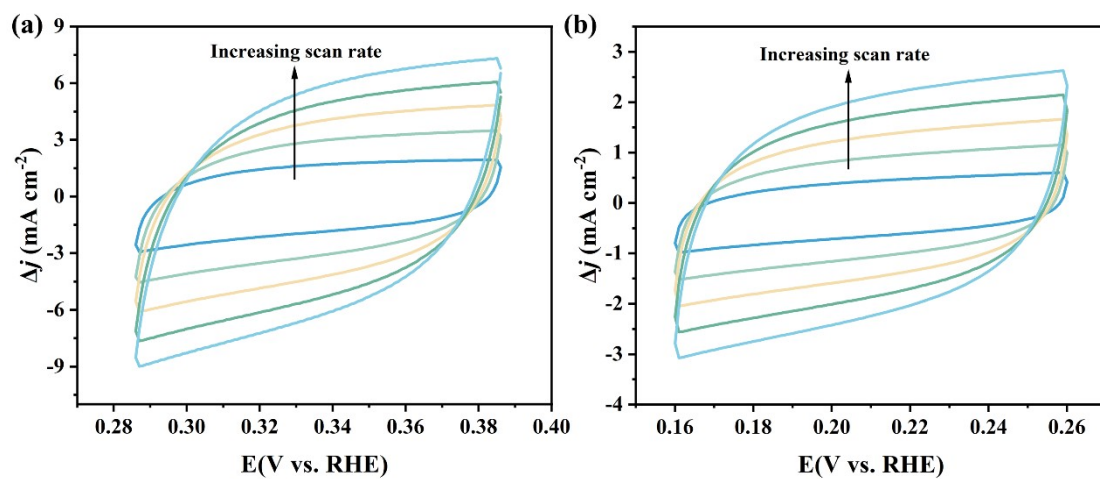 (a)
Increasing scan rate
9
6
3
0
-3
-6
-9
Δj (mA cm-2)
0.28 0.30 0.32 0.34 0.36 0.38 0.40
E(V vs. RHE)
(b)
Increasing scan rate
3
2
1
0
-1
-2
-3
-4
Δj (mA cm-2)
0.16 0.18 0.20 0.22 0.24 0.26
E(V vs. RHE)